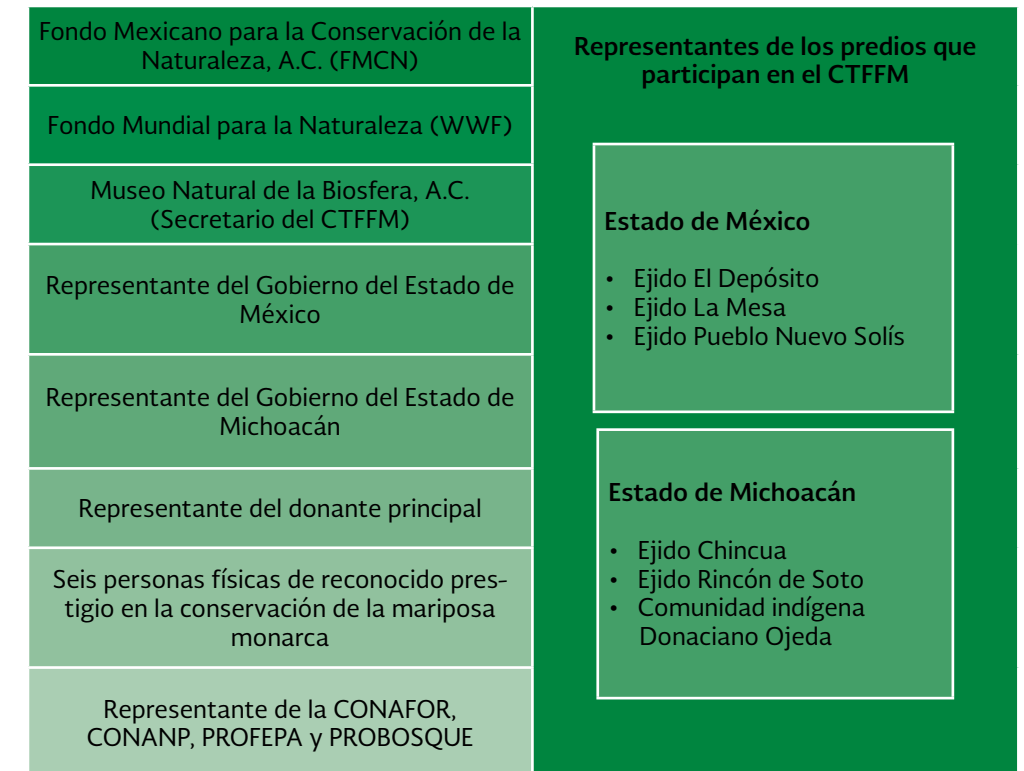 Fondo Mexicano para la Conservación de la
Naturaleza, A.C. (FMCN)
Fondo Mundial para la Naturaleza (WWF)
Museo Natural de la Biosfera, A.C.
(Secretario del CTFFM)
Representante del Gobierno del Estado de
México
Representante del Gobierno del Estado de
Michoacán
Representante del donante principal
Seis personas físicas de reconocido pres-
tigio en la conservación de la mariposa
monarca
Representante de la CONAFOR,
CONANP, PROFEPA y PROBOSQUE
Representantes de los predios que
participan en el CTFFM
Estado de México
• Ejido El Depósito
• Ejido La Mesa
• Ejido Pueblo Nuevo Solís
Estado de Michoacán
• Ejido Chincua
• Ejido Rincón de Soto
• Comunidad indígena
Donaciano Ojeda